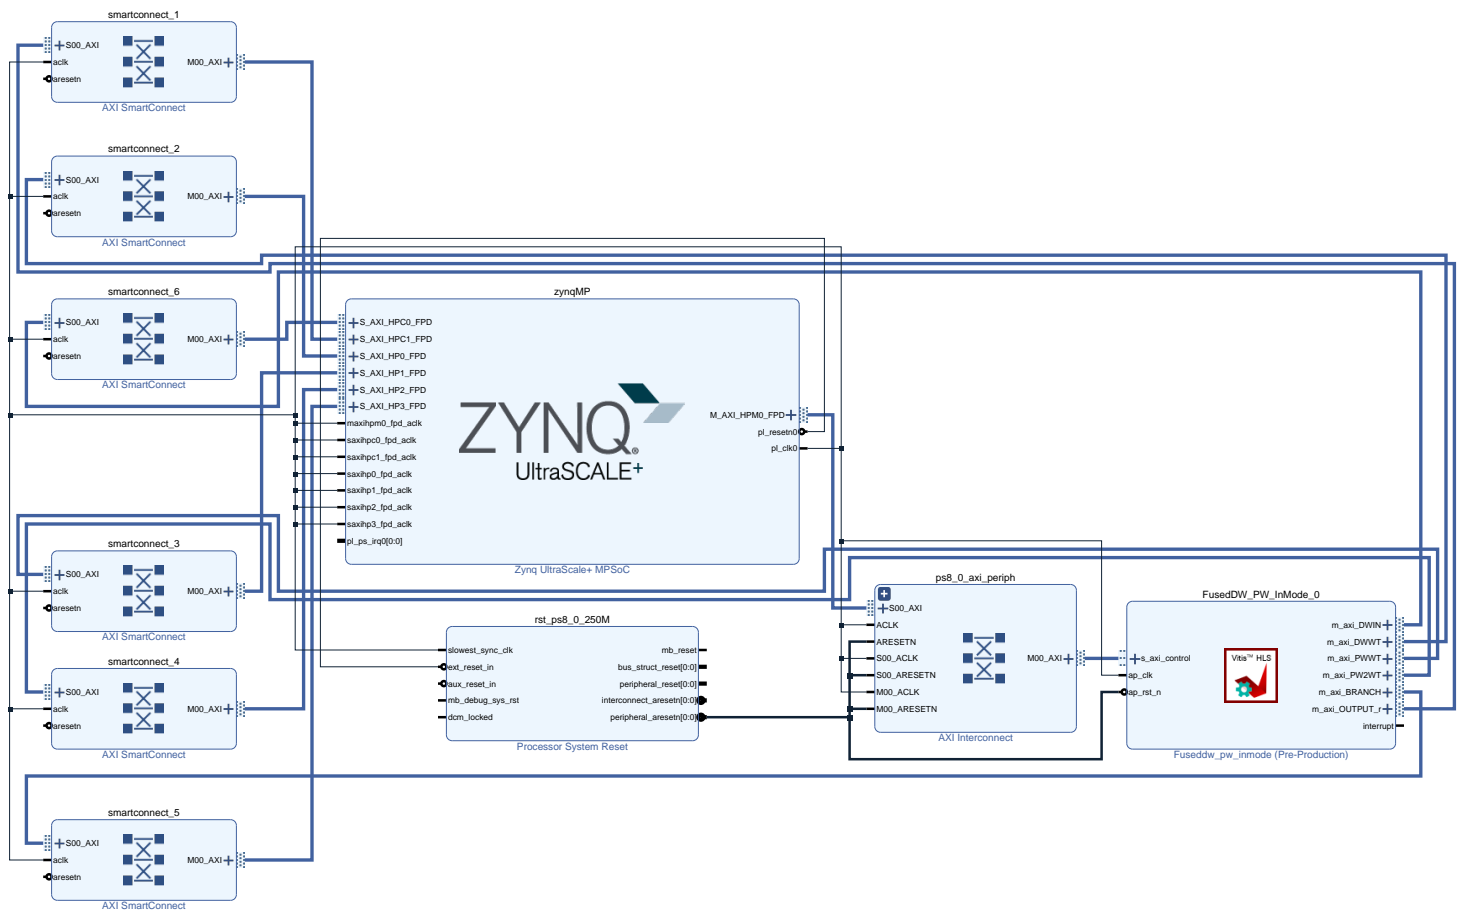 smartconnect_1
S00_AXI
aclk
aresetn
M00_AXI
AXI SmartConnect
smartconnect_2
S00_AXI
aclk
aresetn
M00_AXI
AXI SmartConnect
smartconnect_6
S00_AXI
aclk
aresetn
M00_AXI
AXI SmartConnect
zynqMP
S_AXI_HPC0_FPD
S_AXI_HPC1_FPD
S_AXI_HP0_FPD
S_AXI_HP1_FPD
S_AXI_HP2_FPD
S_AXI_HP3_FPD
maxihpm0_fpd_aclk
saxihpc0_fpd_aclk
saxihpc1_fpd_aclk
saxihp0_fpd_aclk
saxihp1_fpd_aclk
saxihp2_fpd_aclk
saxihp3_fpd_aclk
pl_ps_irq0[0:0]
ZYNQ®
UltraSCALE+
M_AXI_HPM0_FPD
pl_resetn0
pl_clk0
Zynq UltraScale+ MPSoC
smartconnect_3
S00_AXI
aclk
aresetn
M00_AXI
AXI SmartConnect
smartconnect_4
S00_AXI
aclk
aresetn
M00_AXI
AXI SmartConnect
smartconnect_5
S00_AXI
aclk
aresetn
M00_AXI
AXI SmartConnect
rst_ps8_0_250M
slowest_sync_clk
ext_reset_in
aux_reset_in
mb_debug_sys_rst
dcm_locked
mb_reset
bus_struct_reset[0:0]
peripheral_reset[0:0]
interconnect_aresetn[0:0]
peripheral_aresetn[0:0]
Processor System Reset
ps8_0_axi_periph
S00_AXI
ACLK
ARESETN
S00_ACLK
S00_ARESETN
M00_ACLK
M00_ARESETN
M00_AXI
AXI Interconnect
FusedDW_PW_InMode_0
s_axi_control
ap_clk
ap_rst_n
Vitis™ HLS
m_axi_DWIN
m_axi_DWWT
m_axi_PWWT
m_axi_PW2WT
m_axi_BRANCH
m_axi_OUTPUT_r
interrupt
Fuseddw_pw_inmode (Pre-Production)